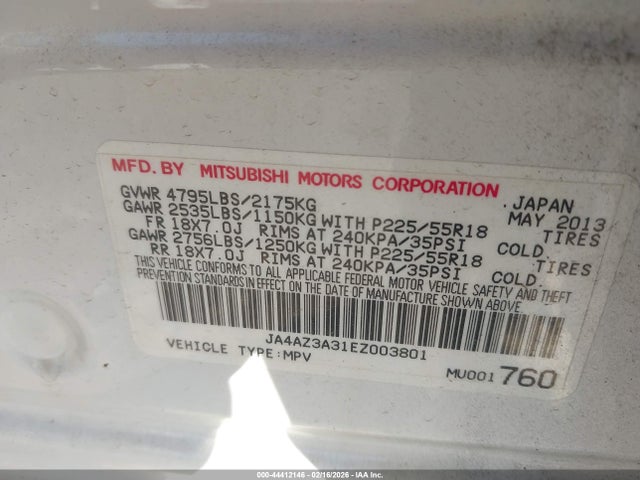 MFD. BY MITSUBISHI MOTORS CORPORATION
JAPAN
GVWR 4795LBS/2175KG MAY 2013
GAWR 2535LBS/1150KG WITH P225/55R18 TIRES
FR 18X7.0J RIMS AT 240KPA/35PSI COLD.
GAWR 2756LBS/1250KG WITH P225/55R18 TIRES
RR 18X7.0J RIMS AT 240KPA/35PSI COLD.
THIS VEHICLE CONFORMS TO ALL APPLICABLE FEDERAL MOTOR VEHICLE SAFETY AND THEFT
PREVENTION STANDARDS IN EFFECT ON THE DATE OF MANUFACTURE SHOWN ABOVE.
JA4AZ3A31EZ003801
VEHICLE TYPE:MPV MU001 760
000-44412146 - 02/16/2026 - IAA Inc.